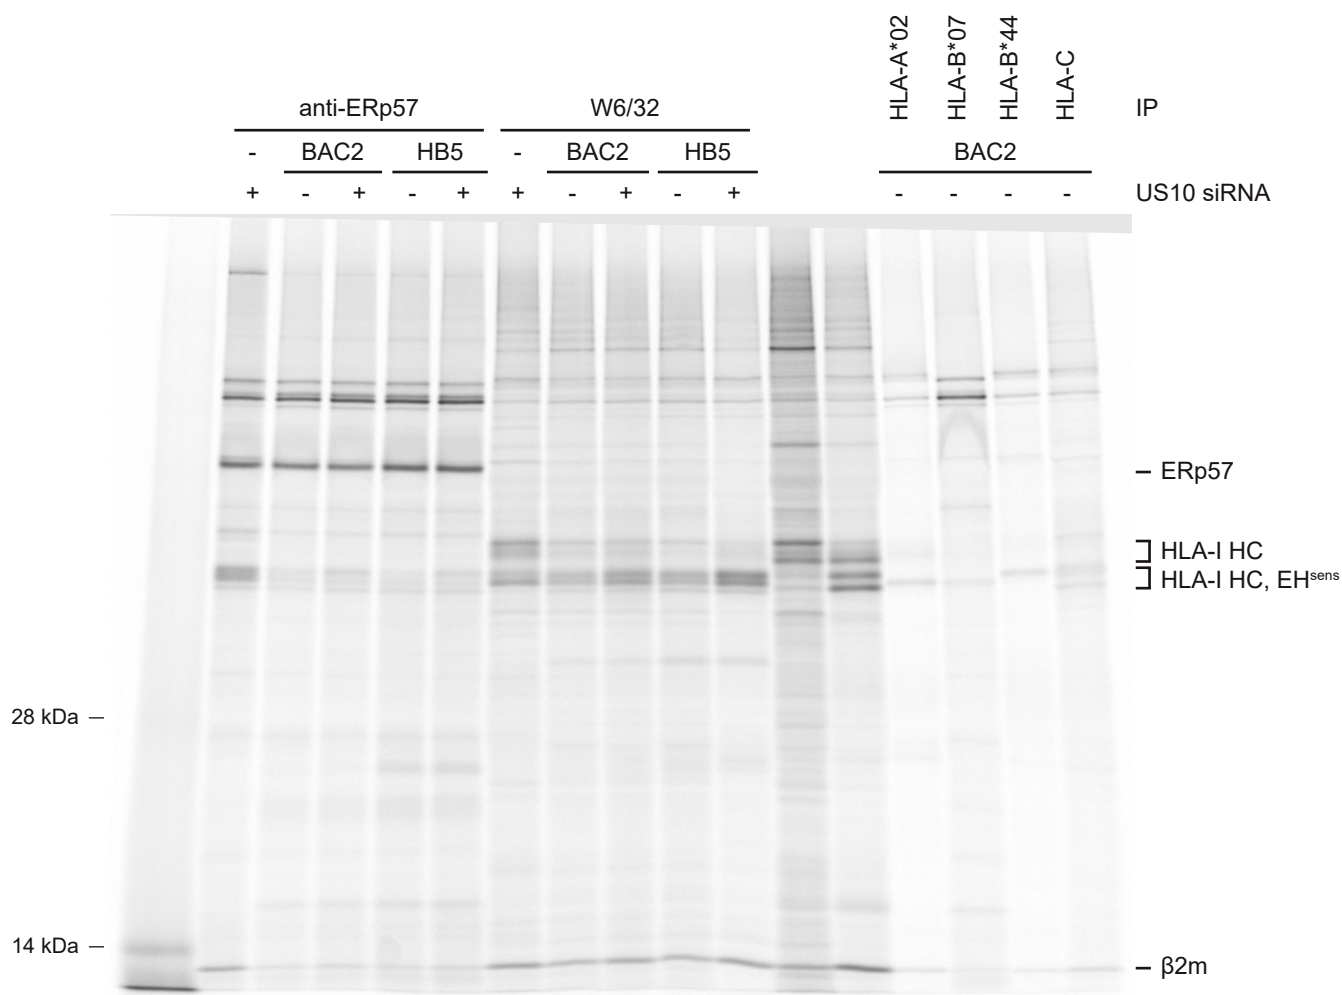 HLA-A*02 HLA-B*07 HLA-B*44 HLA-C
anti-ERp57 W6/32 IP
- BAC2 HB5 - BAC2 HB5 BAC2
+ - + - + + - + - + - - - - US10 siRNA
ERp57
HLA-I HC
HLA-I HC, EHsens
28 kDa
14 kDa
β2m